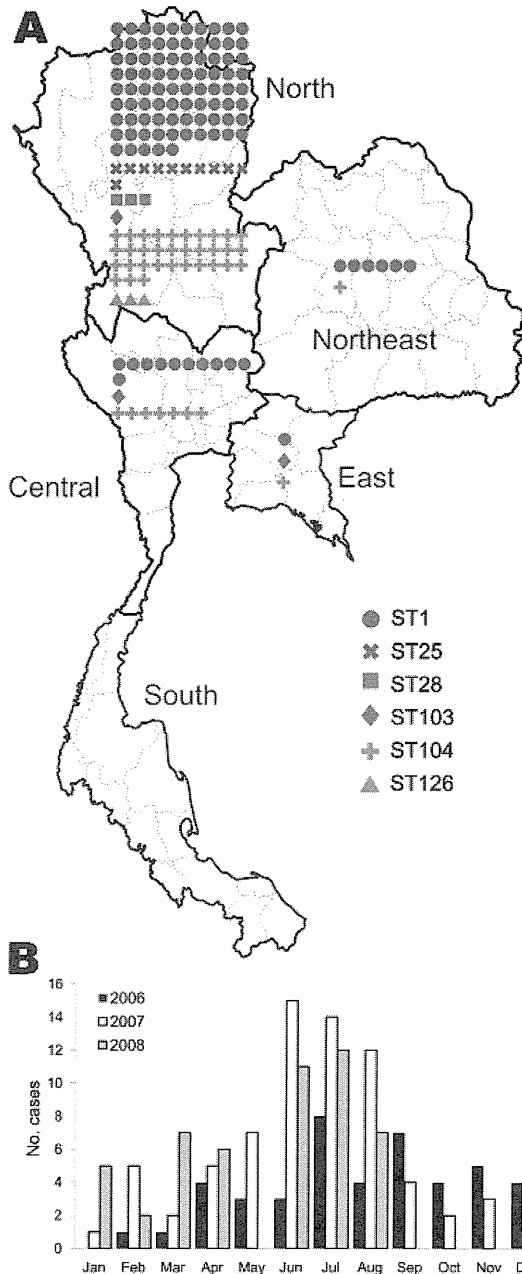 A
North
Northeast
Central
East
ST1
ST25
ST28
ST103
ST104
ST126
South
B
16
14
12
10
8
6
4
2
0
No. cases
2006
2007
2008
Jan Feb Mar Apr May Jun Jul Aug Sep Oct Nov